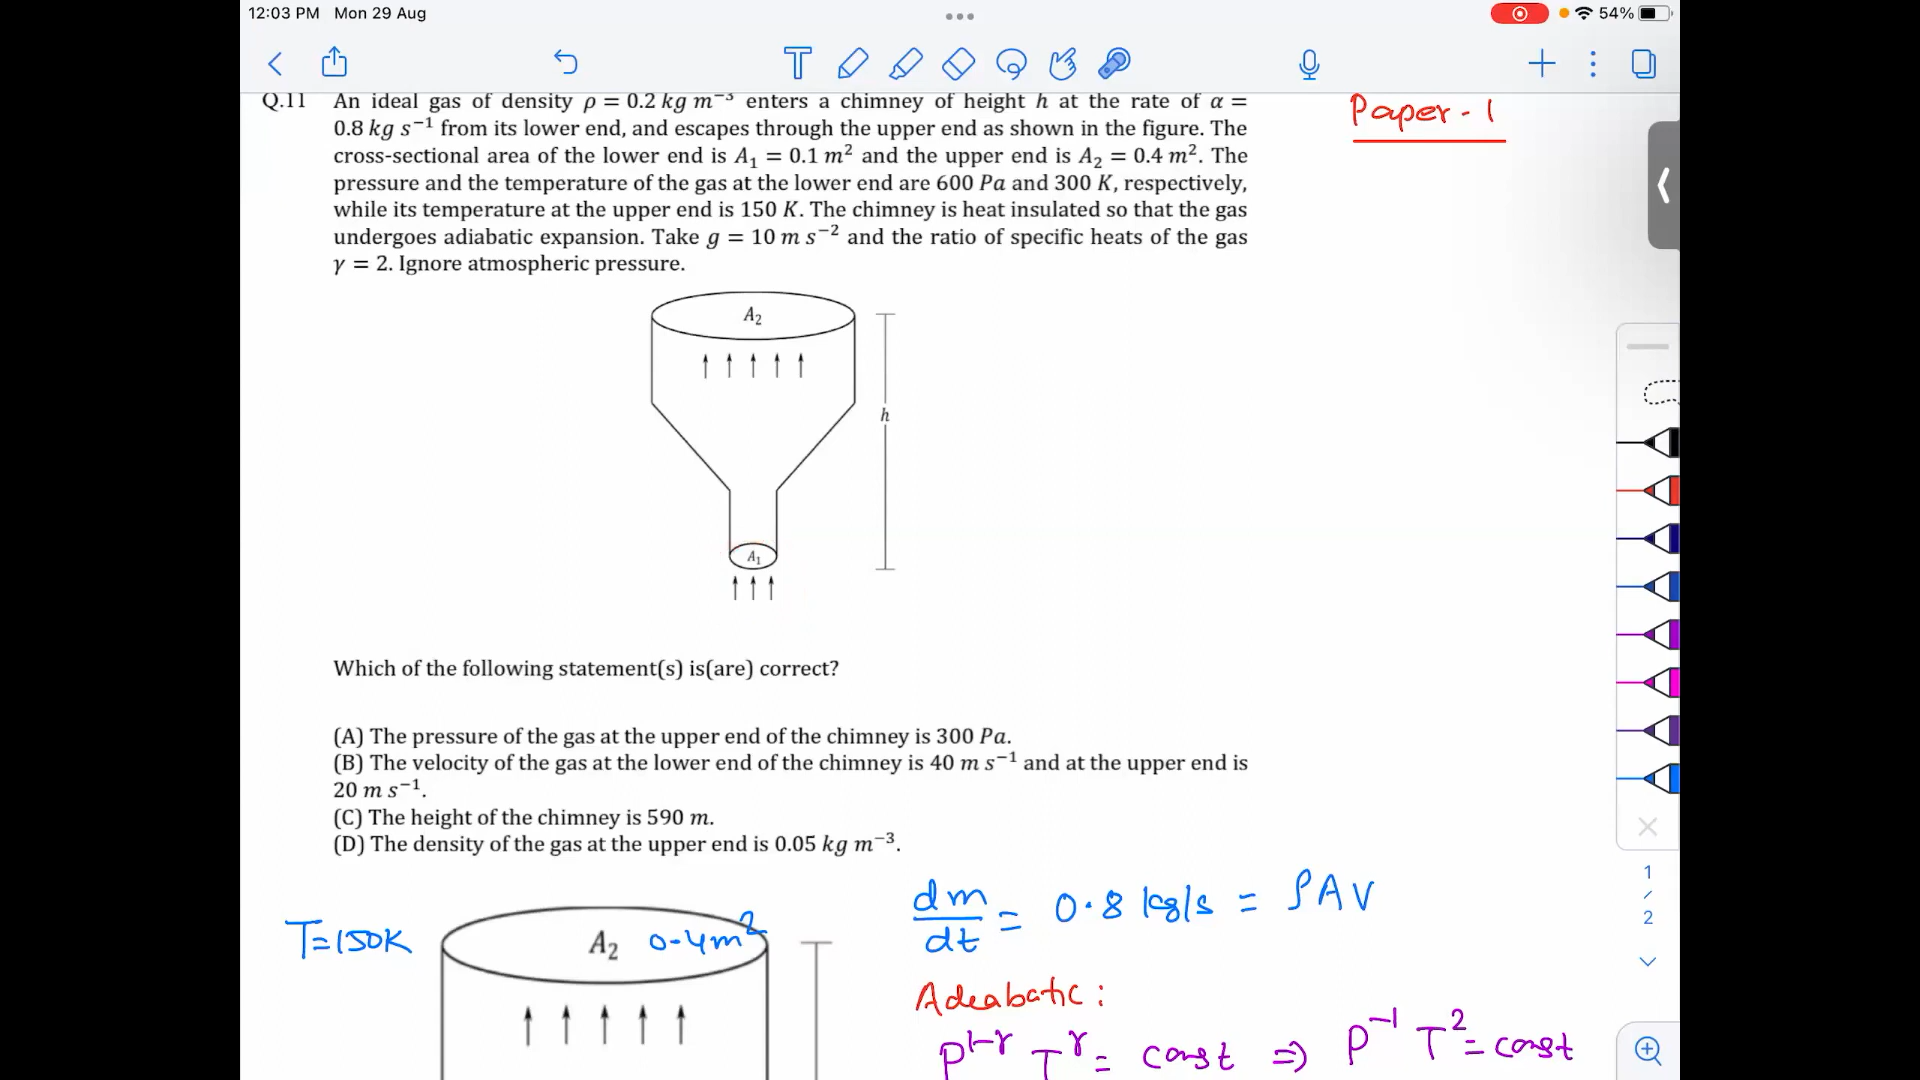 12:03 PM Mon 29 Aug
54%
Q.11 An ideal gas of density ρ = 0.2 kg m⁻³ enters a chimney of height h at the rate of α =
0.8 kg s⁻¹ from its lower end, and escapes through the upper end as shown in the figure. The
cross-sectional area of the lower end is A₁ = 0.1 m² and the upper end is A₂ = 0.4 m². The
pressure and the temperature of the gas at the lower end are 600 Pa and 300 K, respectively,
while its temperature at the upper end is 150 K. The chimney is heat insulated so that the gas
undergoes adiabatic expansion. Take g = 10 m s⁻² and the ratio of specific heats of the gas
γ = 2. Ignore atmospheric pressure.
Paper - 1
A₂
h
A₁
Which of the following statement(s) is(are) correct?
(A) The pressure of the gas at the upper end of the chimney is 300 Pa.
(B) The velocity of the gas at the lower end of the chimney is 40 m s⁻¹ and at the upper end is
20 m s⁻¹.
(C) The height of the chimney is 590 m.
(D) The density of the gas at the upper end is 0.05 kg m⁻³.
1
/
2
dm/dt = 0.8 kg/s = ρAV
T=150K A₂ 0.4m²
Adeabatic :
P^1-γ T^γ = const ⇒ P⁻¹ T² = const